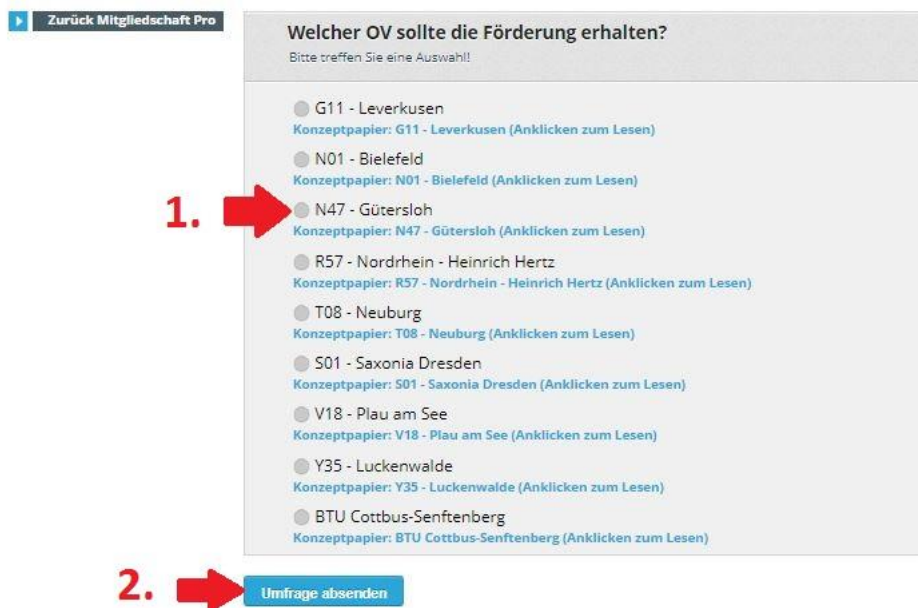 Zurück Mitgliedschaft Pro
Welcher OV sollte die Förderung erhalten?
Bitte treffen Sie eine Auswahl!
G11 - Leverkusen
Konzeptpapier: G11 - Leverkusen (Anklicken zum Lesen)
N01 - Bielefeld
Konzeptpapier: N01 - Bielefeld (Anklicken zum Lesen)
1.
N47 - Gütersloh
Konzeptpapier: N47 - Gütersloh (Anklicken zum Lesen)
R57 - Nordrhein - Heinrich Hertz
Konzeptpapier: R57 - Nordrhein - Heinrich Hertz (Anklicken zum Lesen)
T08 - Neuburg
Konzeptpapier: T08 - Neuburg (Anklicken zum Lesen)
S01 - Saxonia Dresden
Konzeptpapier: S01 - Saxonia Dresden (Anklicken zum Lesen)
V18 - Plau am See
Konzeptpapier: V18 - Plau am See (Anklicken zum Lesen)
Y35 - Luckenwalde
Konzeptpapier: Y35 - Luckenwalde (Anklicken zum Lesen)
BTU Cottbus-Senftenberg
Konzeptpapier: BTU Cottbus-Senftenberg (Anklicken zum Lesen)
2.
Umfrage absenden